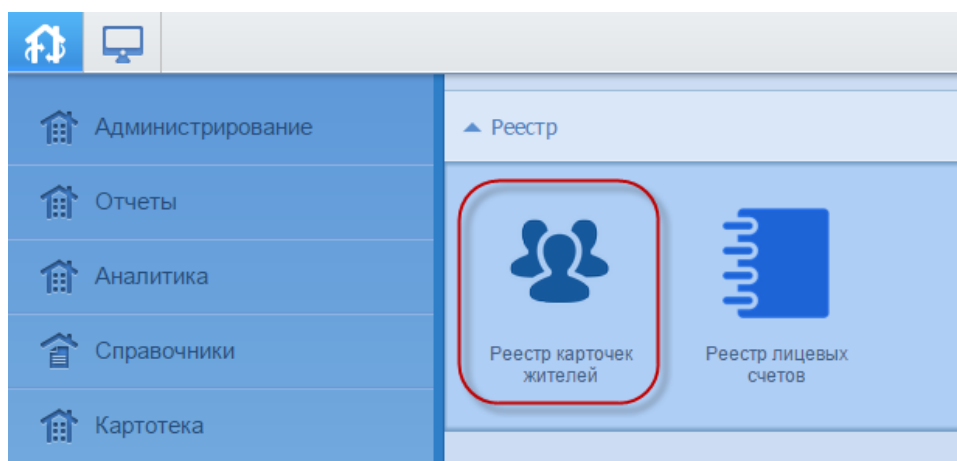 Администрирование
Отчеты
Аналитика
Справочники
Картотека
Реестр
Реестр карточек
жителей
Реестр лицевых
счетов